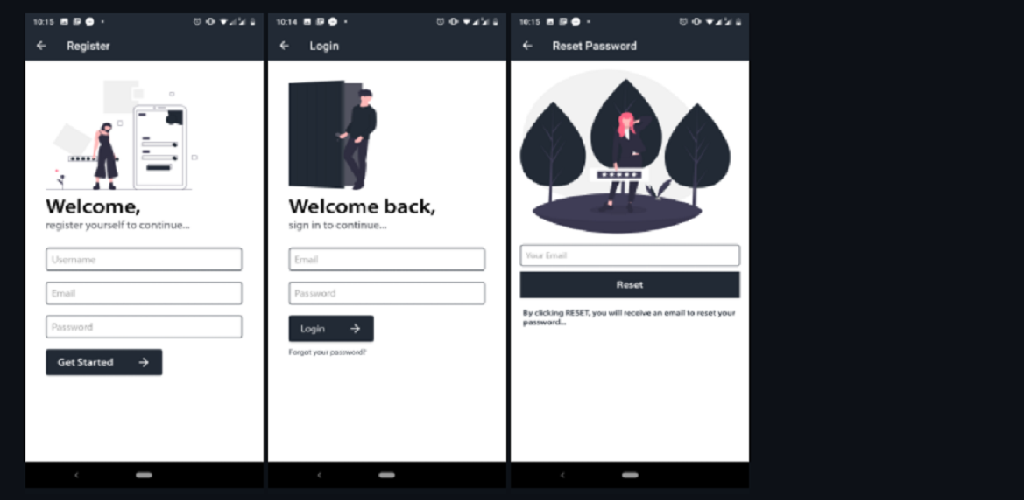 10:15
Register
Welcome,
register yourself to continue...
Username
Email
Password
Get Started
10:14
Login
Welcome back,
sign in to continue...
Email
Password
Login
Forgot your password?
10:15
Reset Password
Your Email
Reset
By clicking RESET, you will receive an email to reset your
password...